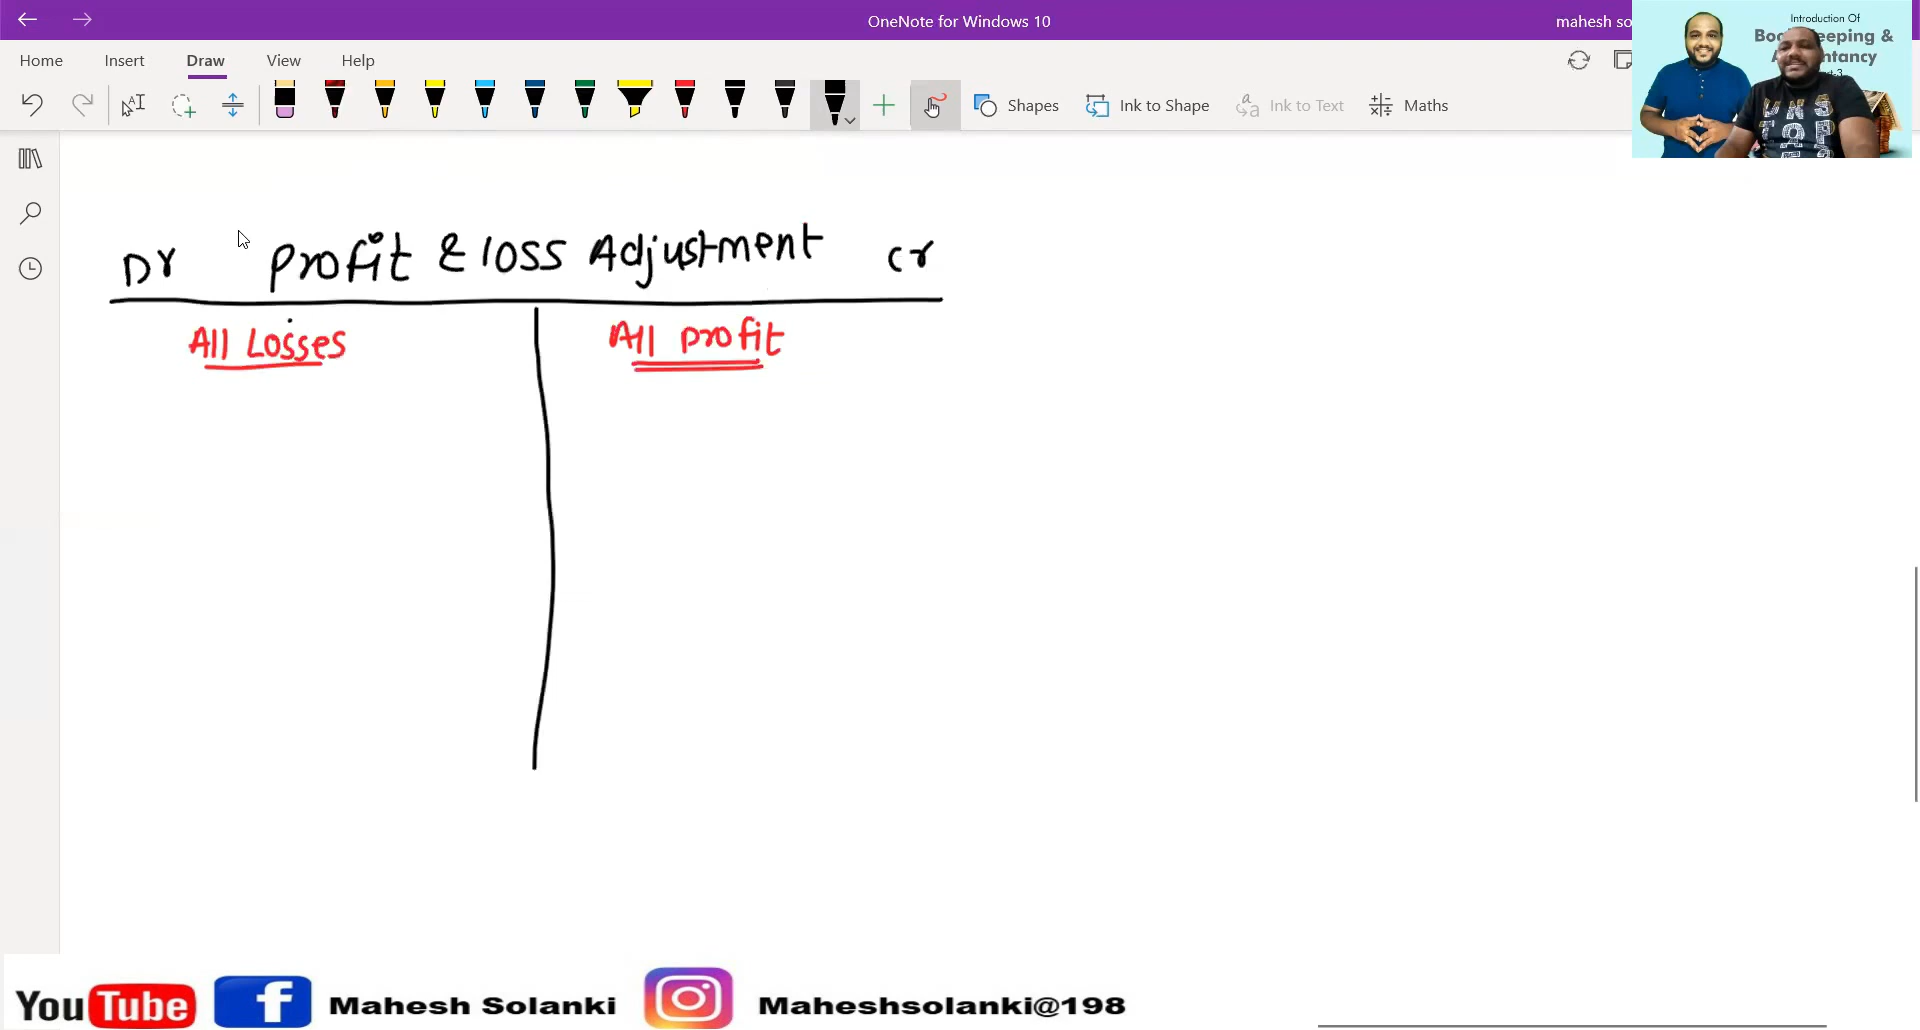 OneNote for Windows 10
mahesh so
Home Insert Draw View Help
Shapes Ink to Shape Ink to Text Maths
Introduction Of
Keeping &
Dr Profit & loss Adjustment Cr
All Losses All profit
YouTube f Mahesh Solanki Maheshsolanki@198